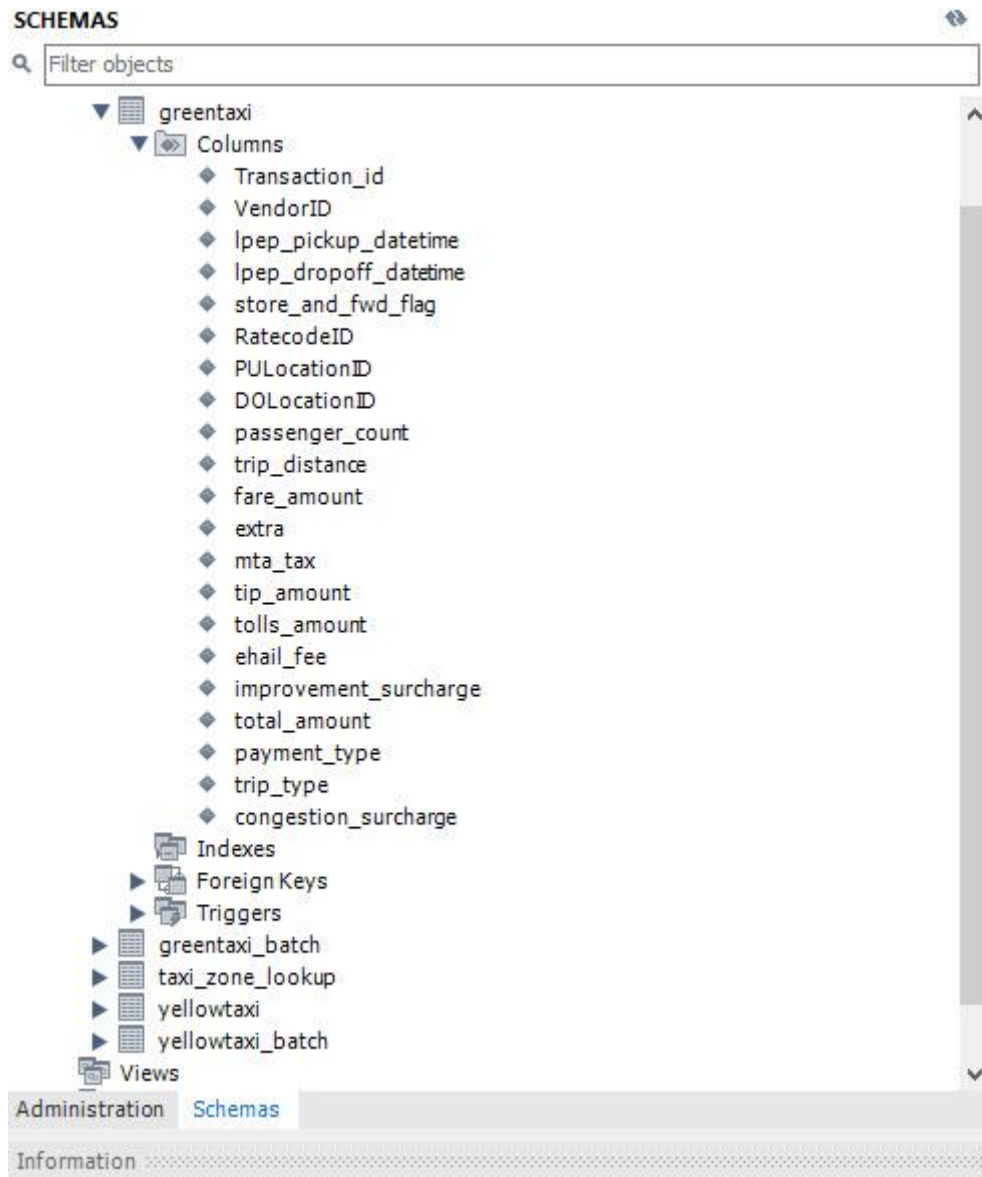 SCHEMAS
Filter objects
greentaxi
Columns
Transaction_id
VendorID
lpep_pickup_datetime
lpep_dropoff_datetime
store_and_fwd_flag
RatecodeID
PULocationID
DOLocationID
passenger_count
trip_distance
fare_amount
extra
mta_tax
tip_amount
tolls_amount
ehail_fee
improvement_surcharge
total_amount
payment_type
trip_type
congestion_surcharge
Indexes
Foreign Keys
Triggers
greentaxi_batch
taxi_zone_lookup
yellowtaxi
yellowtaxi_batch
Views
Administration Schemas
Information